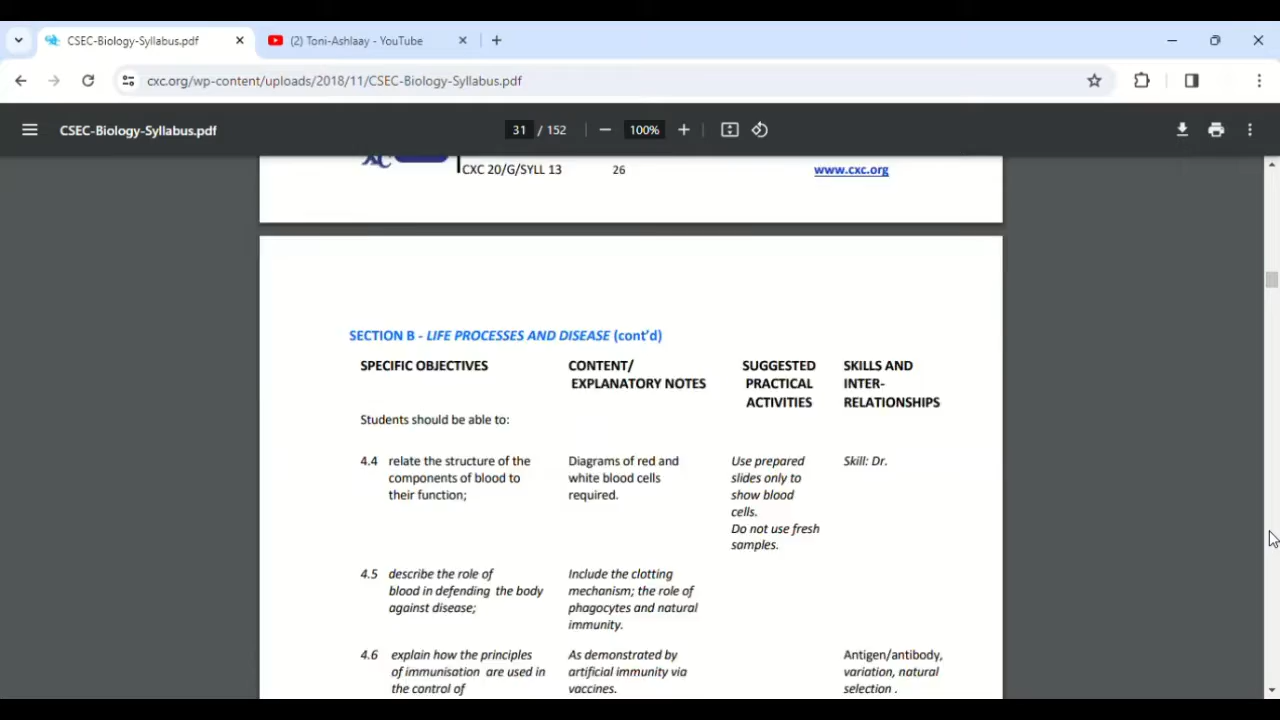 CSEC-Biology-Syllabus.pdf
(2) Toni-Ashlaay - YouTube
cxc.org/wp-content/uploads/2018/11/CSEC-Biology-Syllabus.pdf
CSEC-Biology-Syllabus.pdf
31 / 152
100%
CXC 20/G/SYLL 13
26
www.cxc.org
SECTION B - LIFE PROCESSES AND DISEASE (cont'd)
SPECIFIC OBJECTIVES
CONTENT/
EXPLANATORY NOTES
SUGGESTED
PRACTICAL
ACTIVITIES
SKILLS AND
INTER-
RELATIONSHIPS
Students should be able to:
4.4 relate the structure of the
components of blood to
their function;
Diagrams of red and
white blood cells
required.
Use prepared
slides only to
show blood
cells.
Do not use fresh
samples.
Skill: Dr.
4.5 describe the role of
blood in defending the body
against disease;
Include the clotting
mechanism; the role of
phagocytes and natural
immunity.
4.6 explain how the principles
of immunisation are used in
the control of
As demonstrated by
artificial immunity via
vaccines.
Antigen/antibody,
variation, natural
selection .